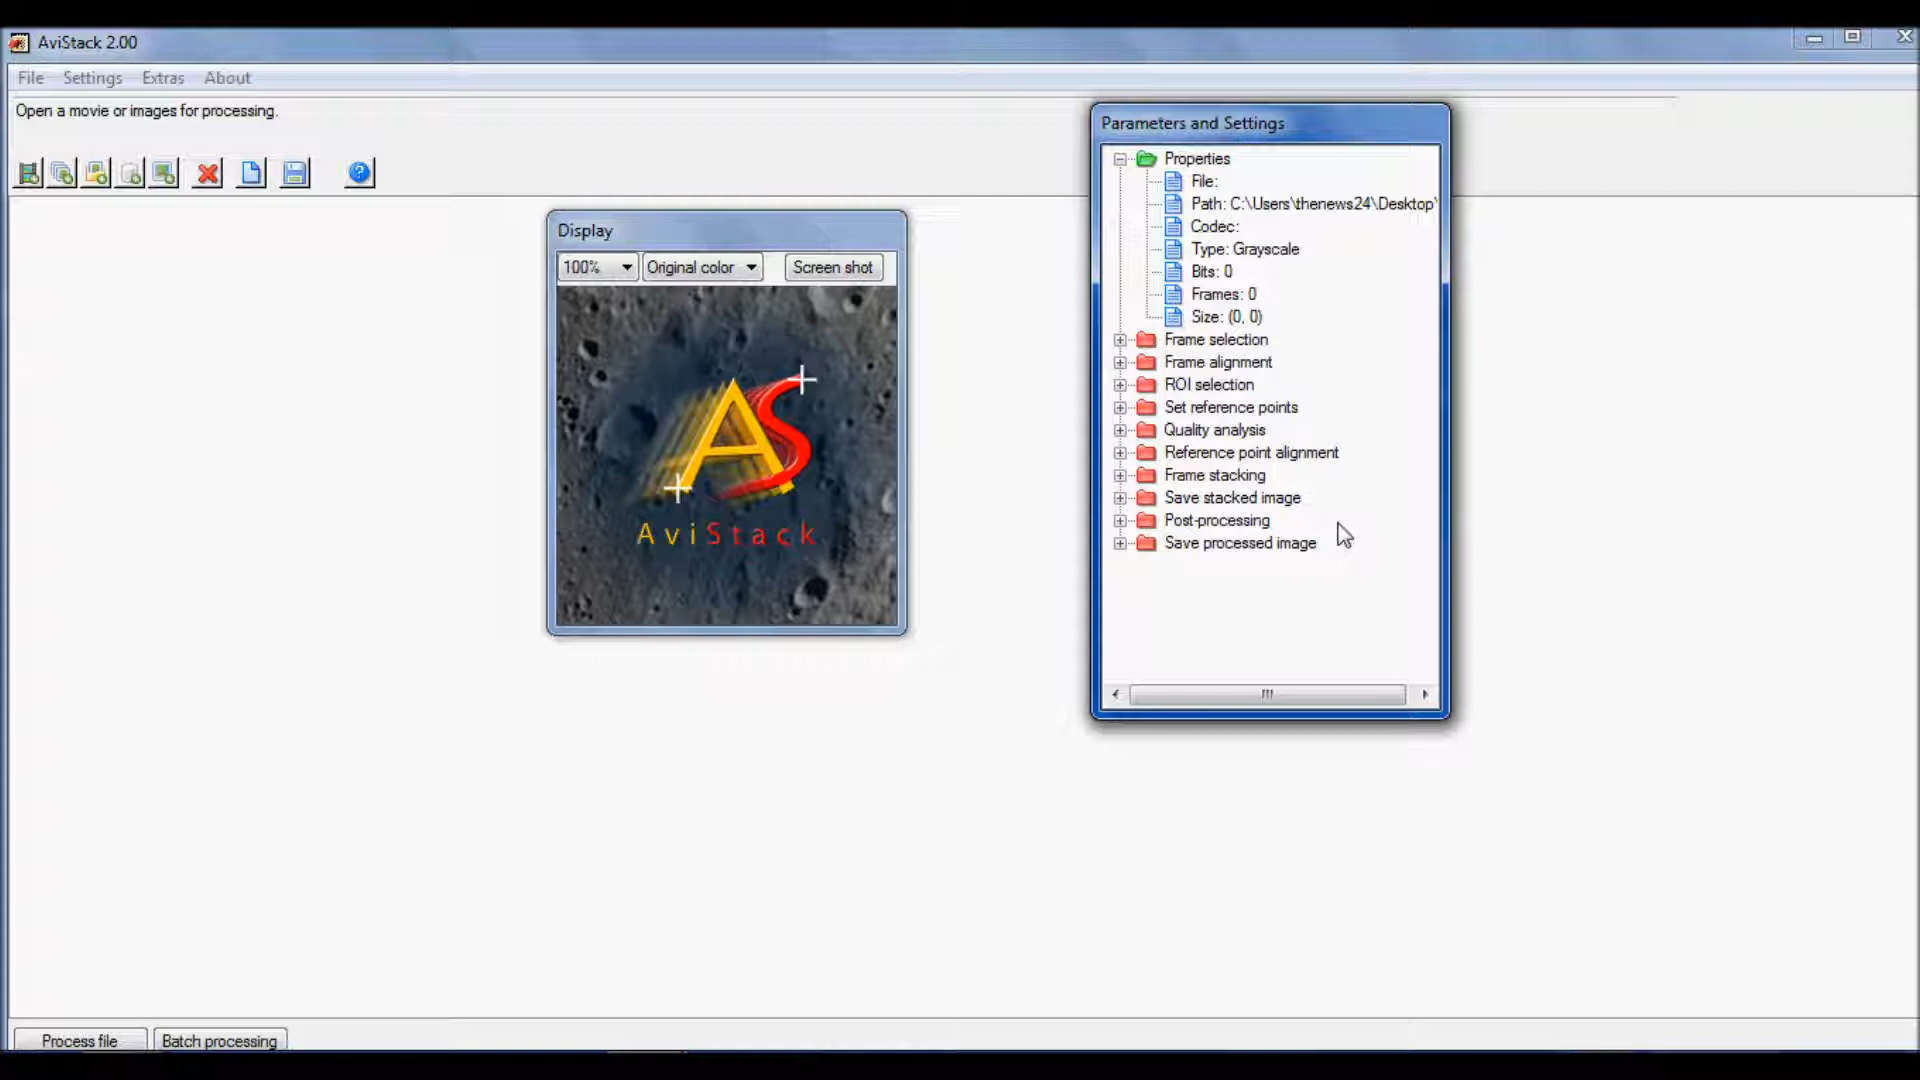 AviStack 2.00
File Settings Extras About
Open a movie or images for processing.
Display
100% Original color Screen shot
AS
AviStack
Parameters and Settings
Properties
File:
Path: C:\Users\thenews24\Desktop\
Codec:
Type: Grayscale
Bits: 0
Frames: 0
Size: (0, 0)
Frame selection
Frame alignment
ROI selection
Set reference points
Quality analysis
Reference point alignment
Frame stacking
Save stacked image
Post-processing
Save processed image
Process file Batch processing